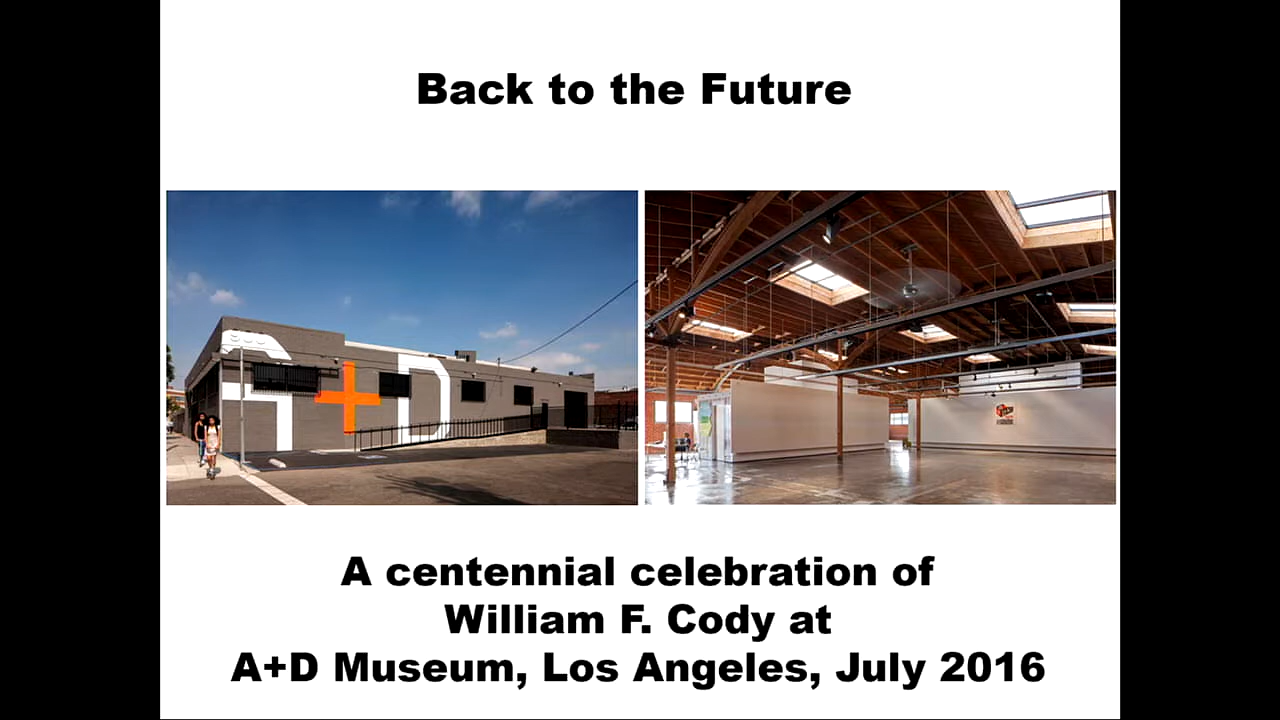 Back to the Future
A+D
A centennial celebration of
William F. Cody at
A+D Museum, Los Angeles, July 2016